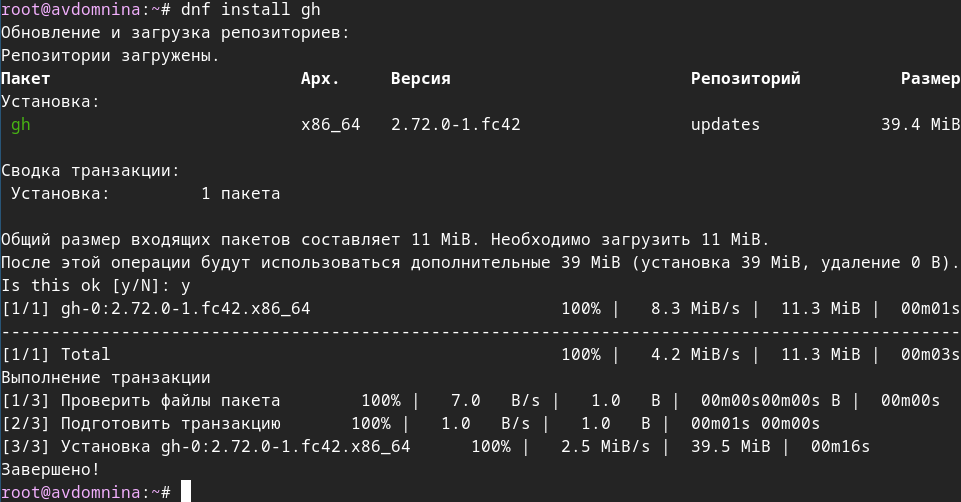 root@avdomnina:~# dnf install gh
Обновление и загрузка репозиториев:
Репозитории загружены.
Пакет Арх. Версия Репозиторий Размер
Установка:
gh x86_64 2.72.0-1.fc42 updates 39.4 MiB
Сводка транзакции:
Установка: 1 пакета
Общий размер входящих пакетов составляет 11 MiB. Необходимо загрузить 11 MiB.
После этой операции будут использоваться дополнительные 39 MiB (установка 39 MiB, удаление 0 B).
Is this ok [y/N]: y
[1/1] gh-0:2.72.0-1.fc42.x86_64 100% | 8.3 MiB/s | 11.3 MiB | 00m01s
--------------------------------------------------------------------------------
[1/1] Total 100% | 4.2 MiB/s | 11.3 MiB | 00m03s
Выполнение транзакции
[1/3] Проверить файлы пакета 100% | 7.0 B/s | 1.0 B | 00m00s00m00s B | 00m00s
[2/3] Подготовить транзакцию 100% | 1.0 B/s | 1.0 B | 00m01s 00m00s
[3/3] Установка gh-0:2.72.0-1.fc42.x86_64 100% | 2.5 MiB/s | 39.5 MiB | 00m16s
Завершено!
root@avdomnina:~#